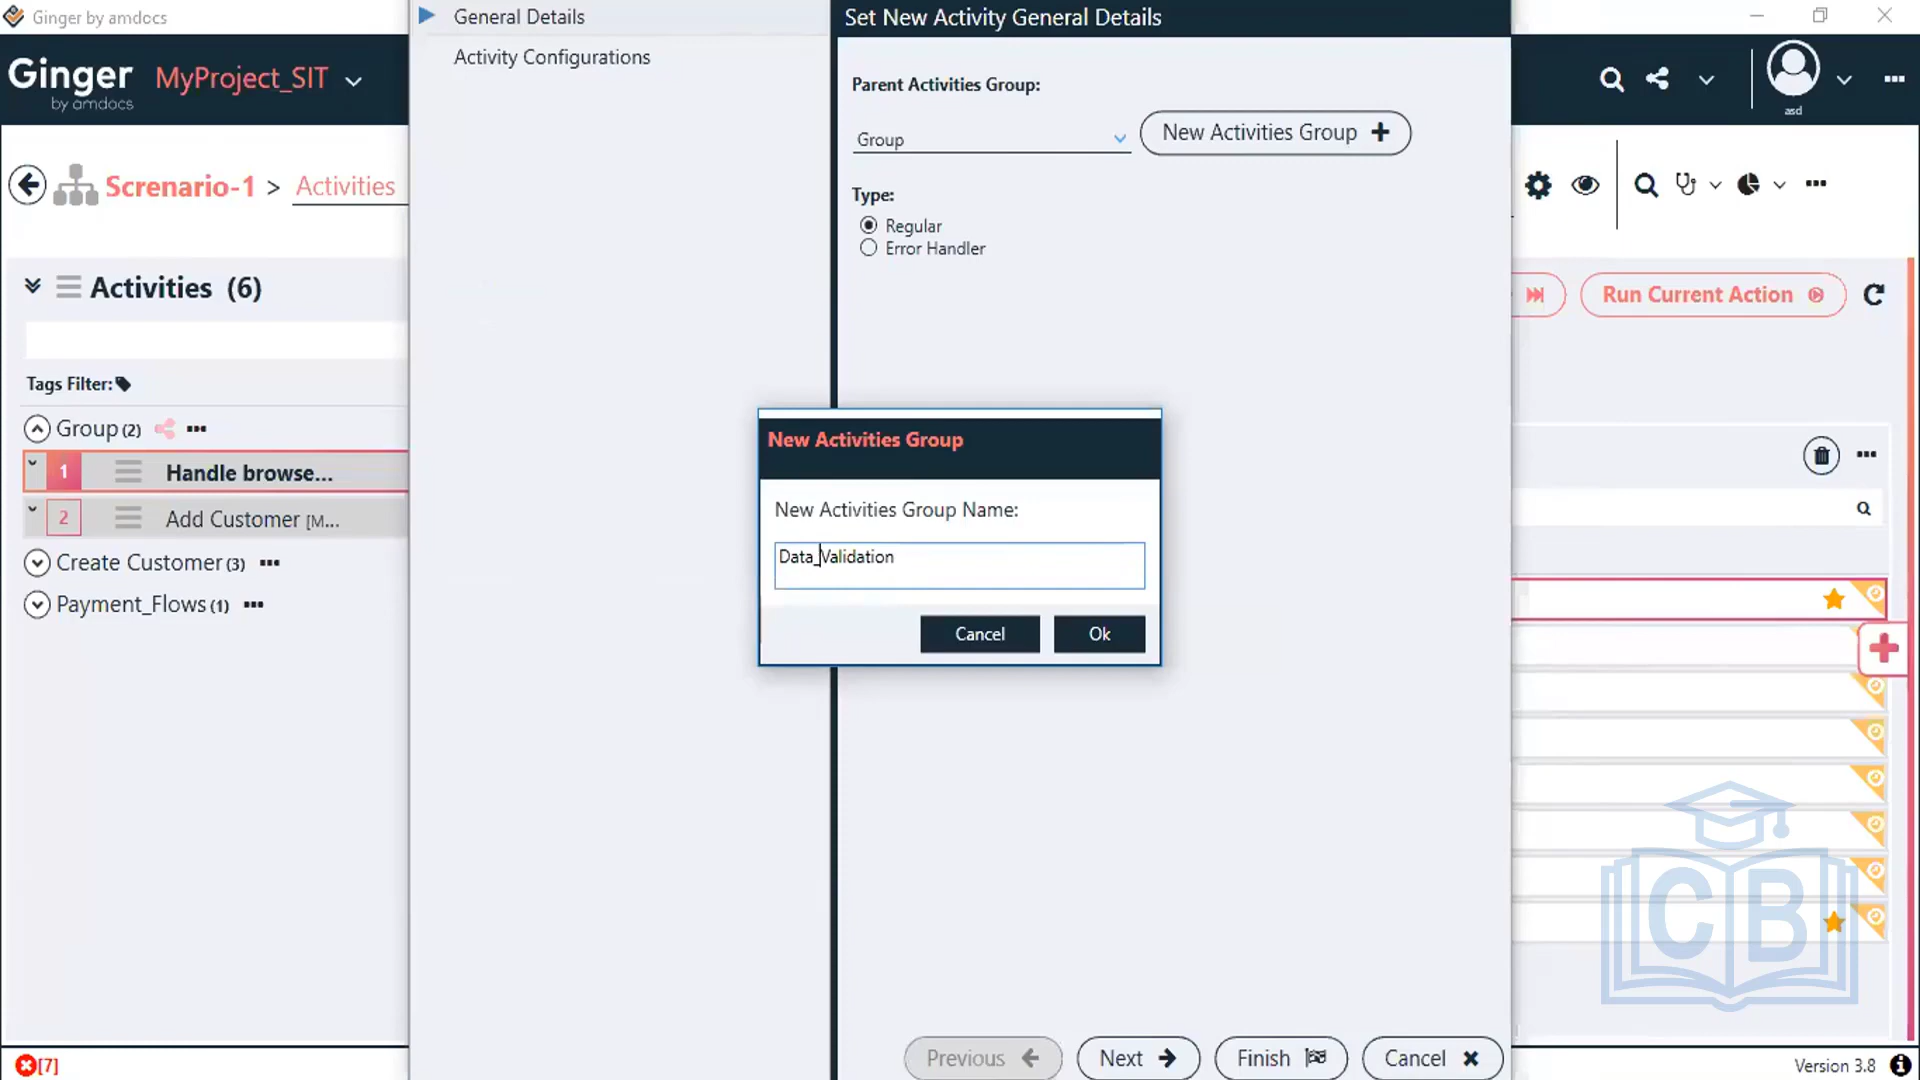 Ginger by amdocs
Ginger
by amdocs
MyProject_SIT
asd
Screnario-1 > Activities
Activities (6)
Tags Filter:
Group (2)
1 Handle browse...
2 Add Customer [M...
Create Customer (3)
Payment_Flows (1)
[7]
General Details
Activity Configurations
Set New Activity General Details
Parent Activities Group:
Group
New Activities Group
Type:
Regular
Error Handler
New Activities Group
New Activities Group Name:
Data_Validation
Cancel
Ok
Previous
Next
Finish
Cancel
Run Current Action
CB
Version 3.8